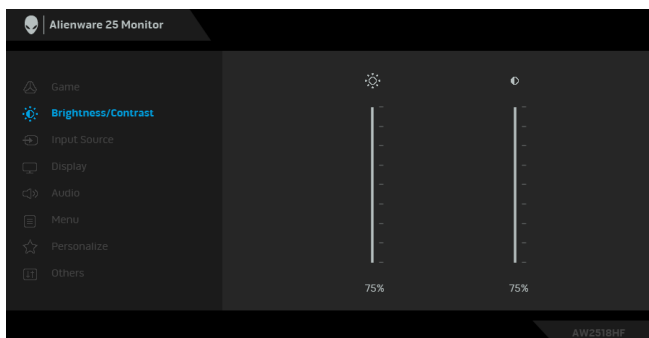 Alienware 25 Monitor
Game
Brightness/Contrast
Input Source
Display
Audio
Menu
Personalize
Others
75% 75%
AW2518HF